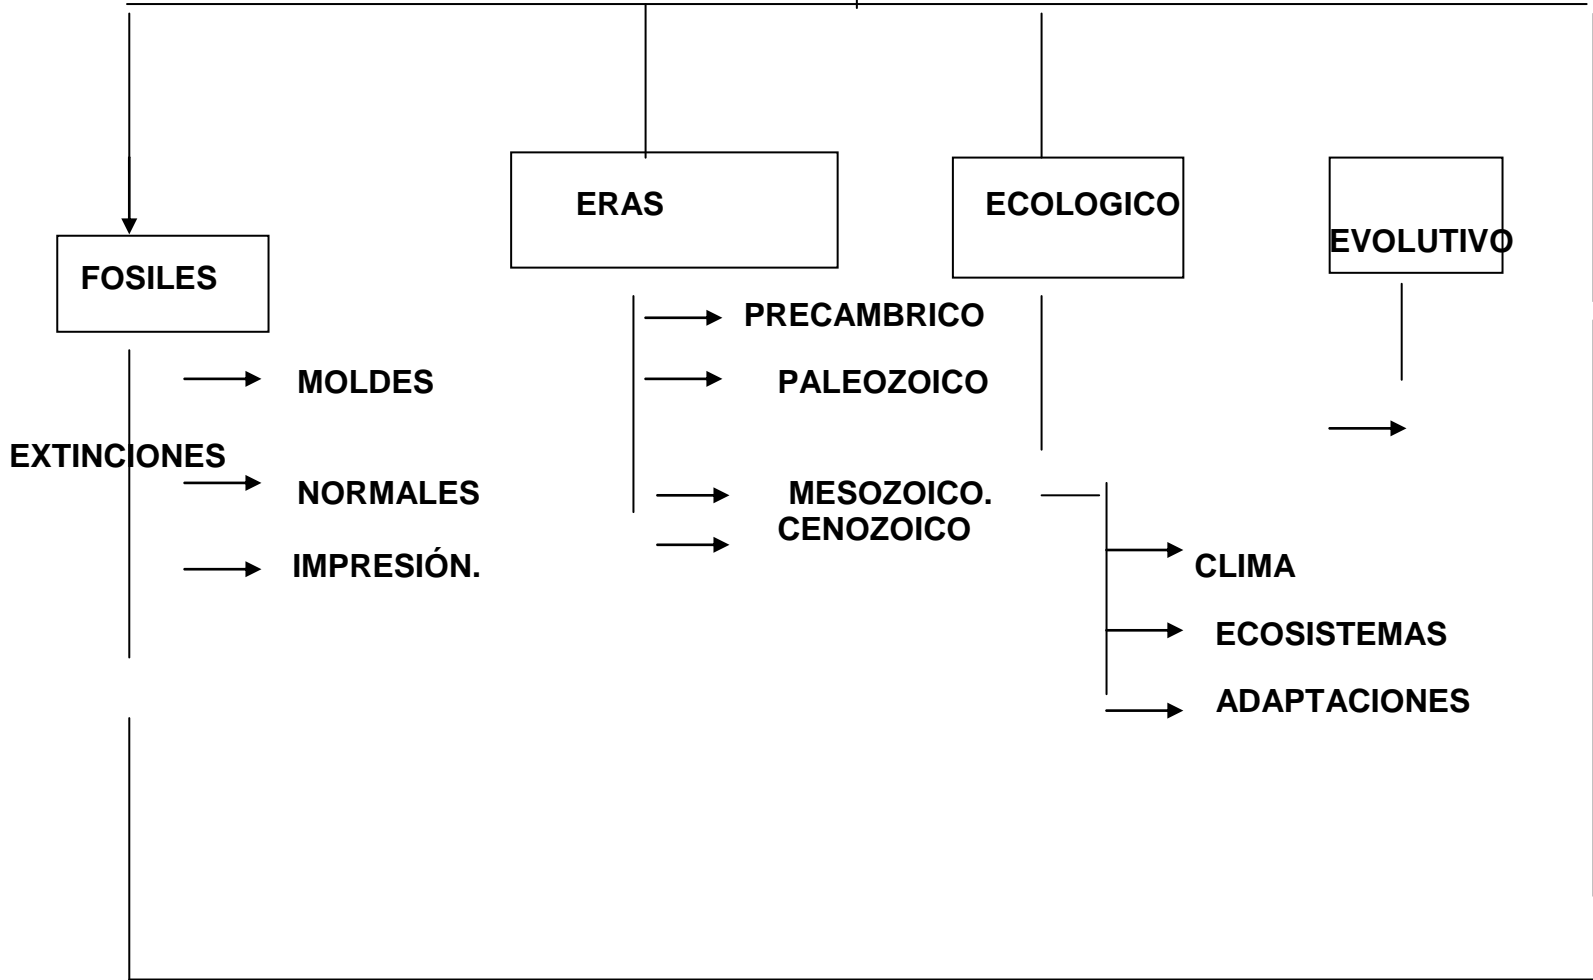 ERAS
ECOLOGICO
EVOLUTIVO
FOSILES
PRECAMBRICO
MOLDES
PALEOZOICO
EXTINCIONES
NORMALES
MESOZOICO.
CENOZOICO
IMPRESIÓN.
CLIMA
ECOSISTEMAS
ADAPTACIONES